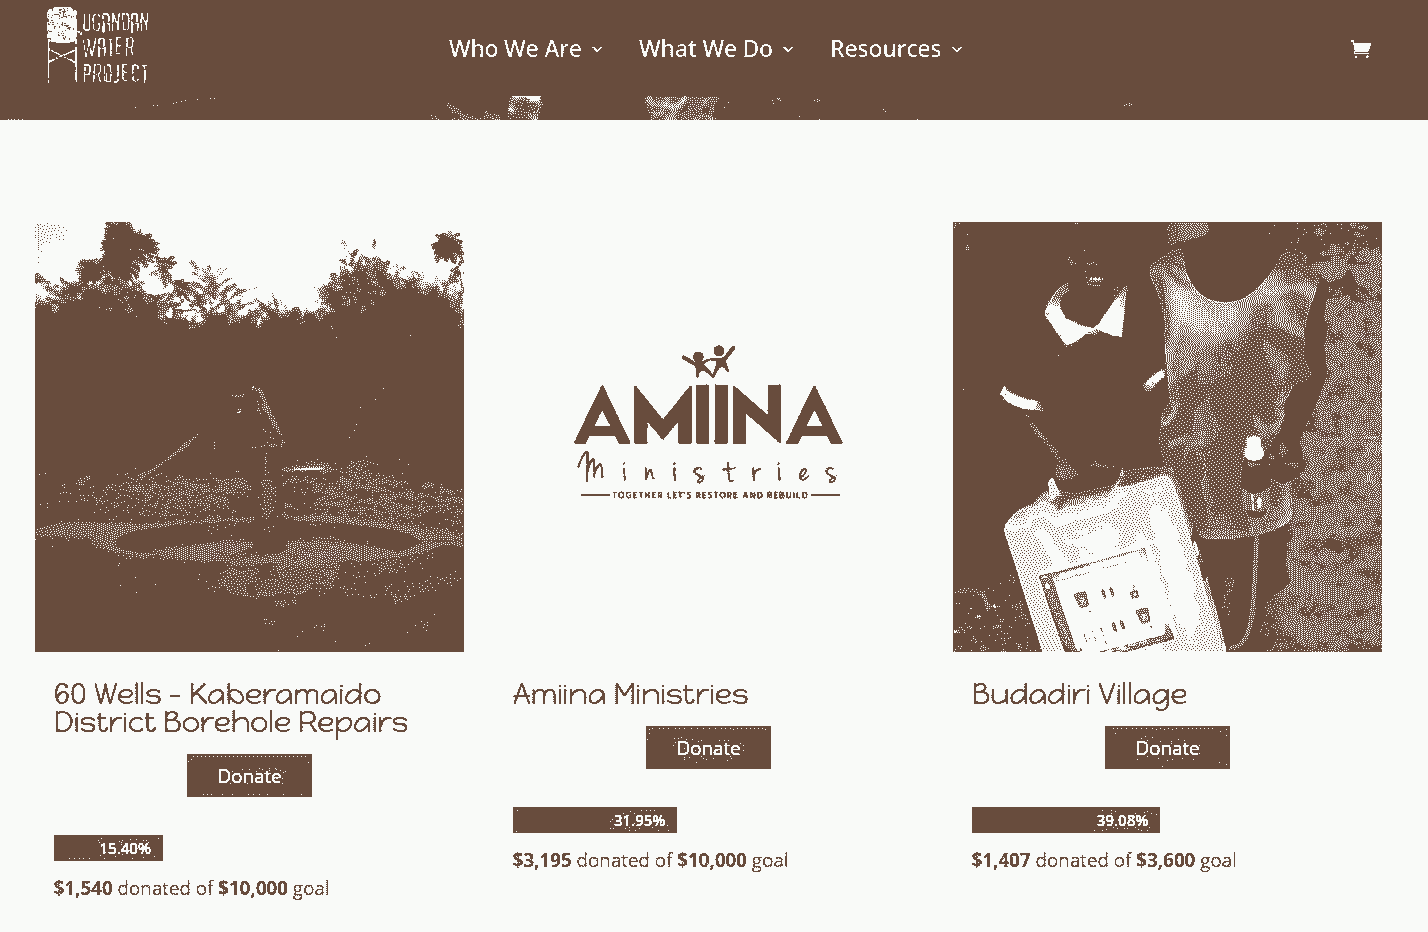 UGANDAN
WATER
PROJECT
Who We Are
What We Do
Resources
AMIINA
Ministries
TOGETHER LET'S RESTORE AND REBUILD
60 Wells - Kaberamaido
District Borehole Repairs
Donate
15.40%
$1,540 donated of $10,000 goal
Amiina Ministries
Donate
31.95%
$3,195 donated of $10,000 goal
Budadiri Village
Donate
39.08%
$1,407 donated of $3,600 goal